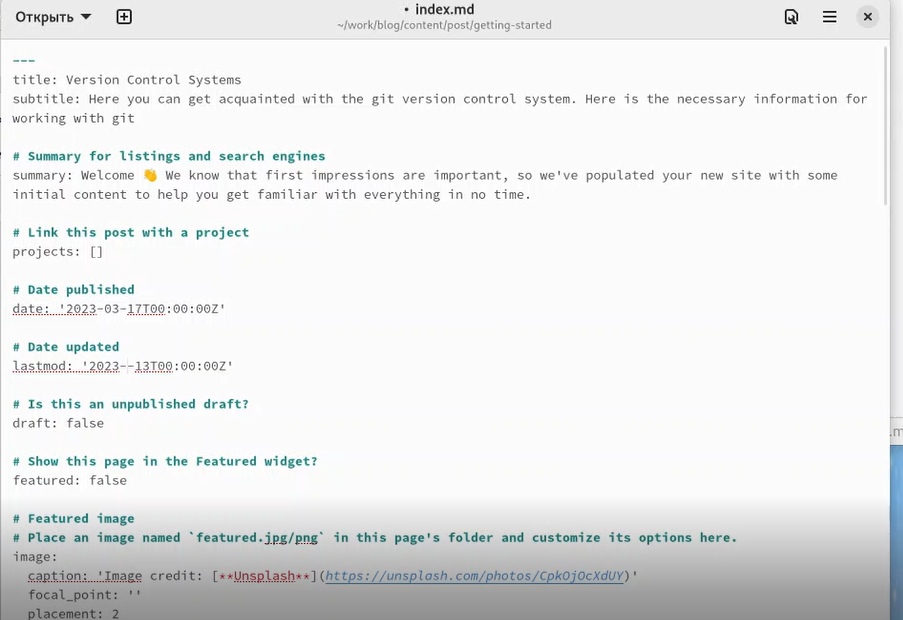 Открыть
• index.md
~/work/blog/content/post/getting-started
---
title: Version Control Systems
subtitle: Here you can get acquainted with the git version control system. Here is the necessary information for
working with git
# Summary for listings and search engines
summary: Welcome 👋 We know that first impressions are important, so we've populated your new site with some
initial content to help you get familiar with everything in no time.
# Link this post with a project
projects: []
# Date published
date: '2023-03-17T00:00:00Z'
# Date updated
lastmod: '2023--13T00:00:00Z'
# Is this an unpublished draft?
draft: false
# Show this page in the Featured widget?
featured: false
# Featured image
# Place an image named `featured.jpg/png` in this page's folder and customize its options here.
image:
caption: 'Image credit: [**Unsplash**](https://unsplash.com/photos/CpkOjOcXdUY)'
focal_point: ''
placement: 2
.m